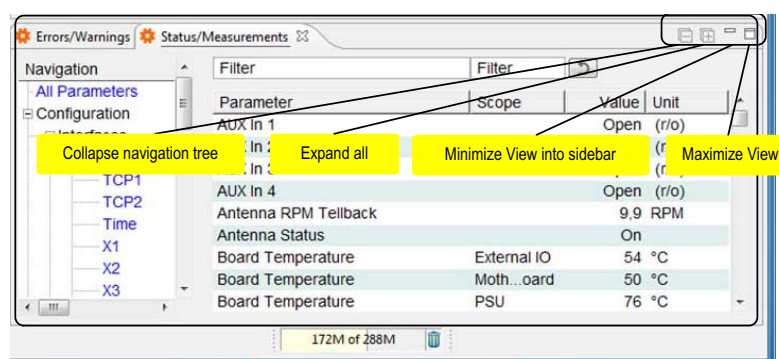 Errors/Warnings Status/Measurements
Navigation Filter Filter
All Parameters
Configuration Parameter Scope Value Unit
Interfaces AUX In 1 Open (r/o)
Collapse navigation tree Expand all Minimize View into sidebar Maximize View
TCP1
TCP2 AUX In 4 Open (r/o)
Time Antenna RPM Tellback 9,9 RPM
X1 Antenna Status On
X2 Board Temperature External IO 54 °C
X3 Board Temperature Moth...oard 50 °C
Board Temperature PSU 76 °C
172M of 288M